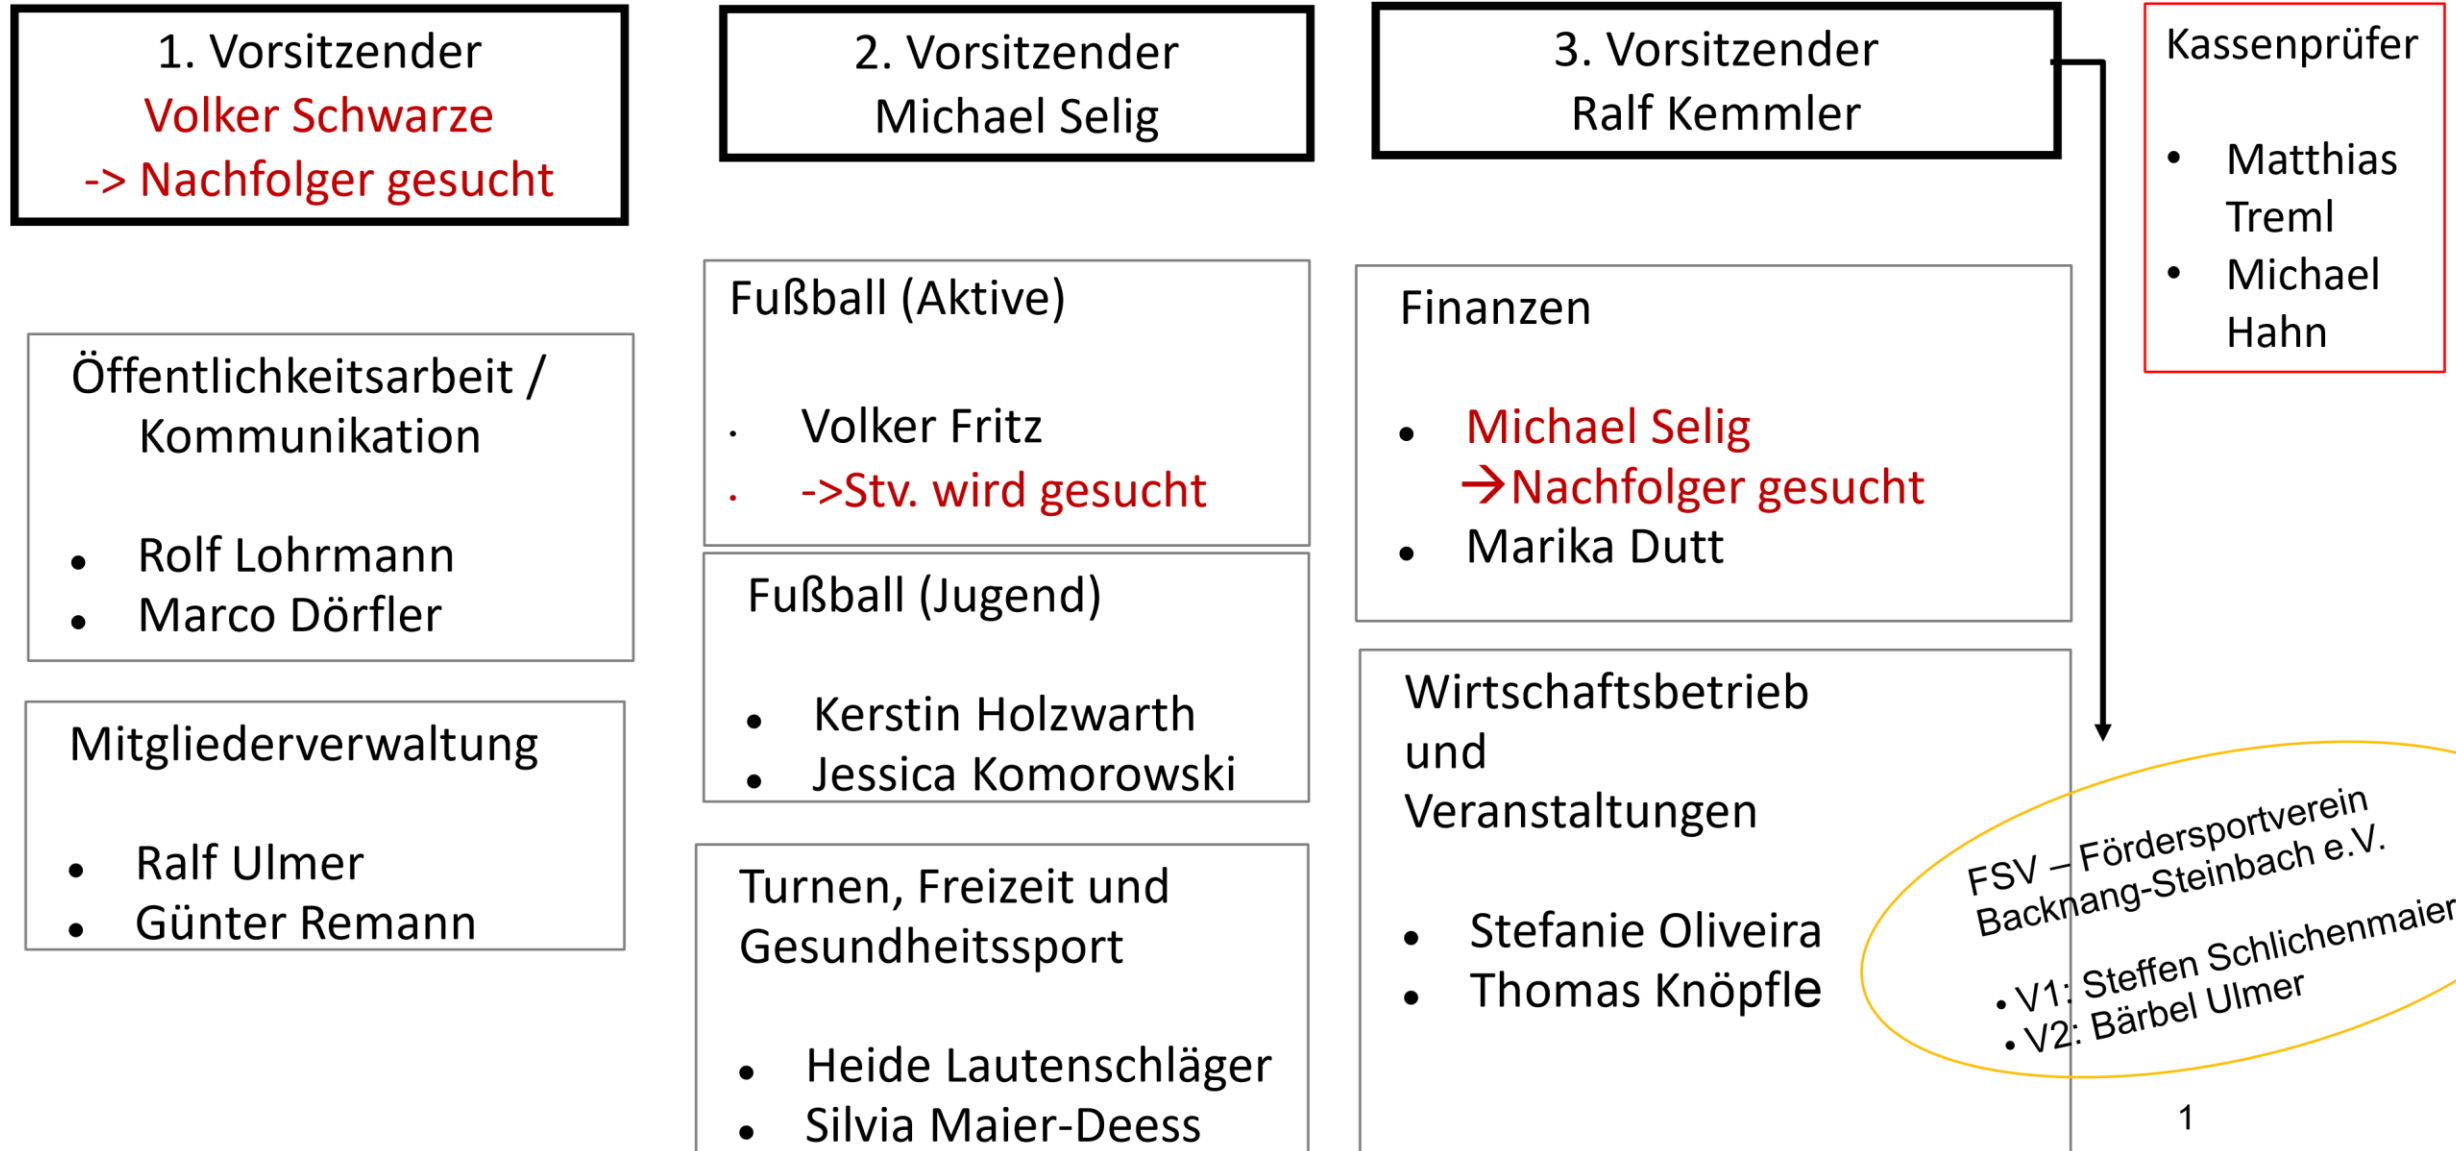 1. Vorsitzender
Volker Schwarze
-> Nachfolger gesucht
Öffentlichkeitsarbeit /
Kommunikation
• Rolf Lohrmann
• Marco Dörfler
Mitgliederverwaltung
• Ralf Ulmer
• Günter Remann
2. Vorsitzender
Michael Selig
Fußball (Aktive)
• Volker Fritz
• ->Stv. wird gesucht
Fußball (Jugend)
• Kerstin Holzwarth
• Jessica Komorowski
Turnen, Freizeit und
Gesundheitssport
• Heide Lautenschläger
• Silvia Maier-Deess
3. Vorsitzender
Ralf Kemmler
Finanzen
• Michael Selig
→Nachfolger gesucht
• Marika Dutt
Wirtschaftsbetrieb
und
Veranstaltungen
• Stefanie Oliveira
• Thomas Knöpfle
Kassenprüfer
• Matthias
Treml
• Michael
Hahn
FSV – Fördersportverein
Backnang-Steinbach e.V.
• V1: Steffen Schlichenmaier
• V2: Bärbel Ulmer
1